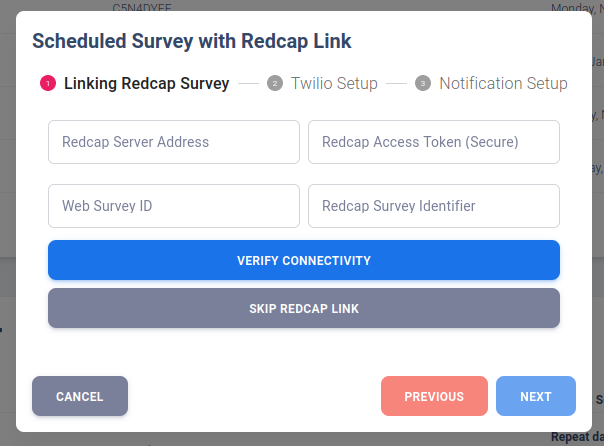 C5N4DYFF
Monday, N
Scheduled Survey with Redcap Link
1 Linking Redcap Survey 2 Twilio Setup 3 Notification Setup
Redcap Server Address Redcap Access Token (Secure)
Web Survey ID Redcap Survey Identifier
VERIFY CONNECTIVITY
SKIP REDCAP LINK
CANCEL PREVIOUS NEXT
Repeat da